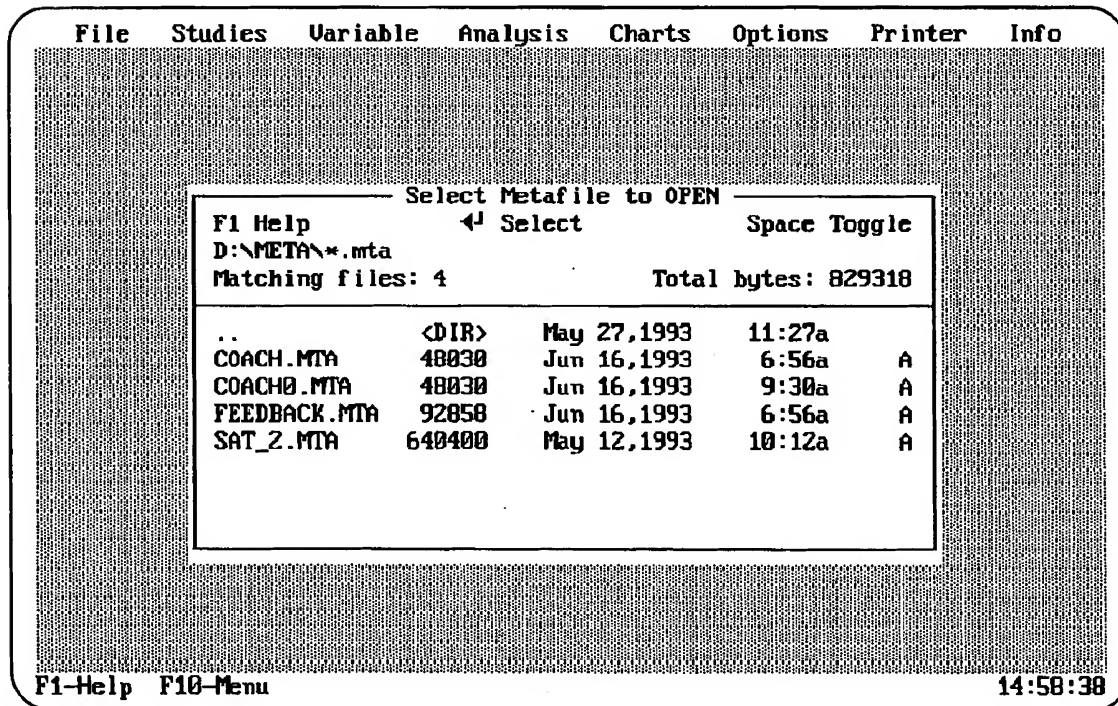 File Studies Variable Analysis Charts Options Printer Info
Select Metafile to OPEN
F1 Help ◄┘ Select Space Toggle
D:\META\*.mta
Matching files: 4 Total bytes: 829318
.. <DIR> May 27,1993 11:27a
COACH.MTA 48030 Jun 16,1993 6:56a A
COACH0.MTA 48030 Jun 16,1993 9:30a A
FEEDBACK.MTA 92858 Jun 16,1993 6:56a A
SAT_2.MTA 640400 May 12,1993 10:12a A
F1-Help F10-Menu 14:58:38